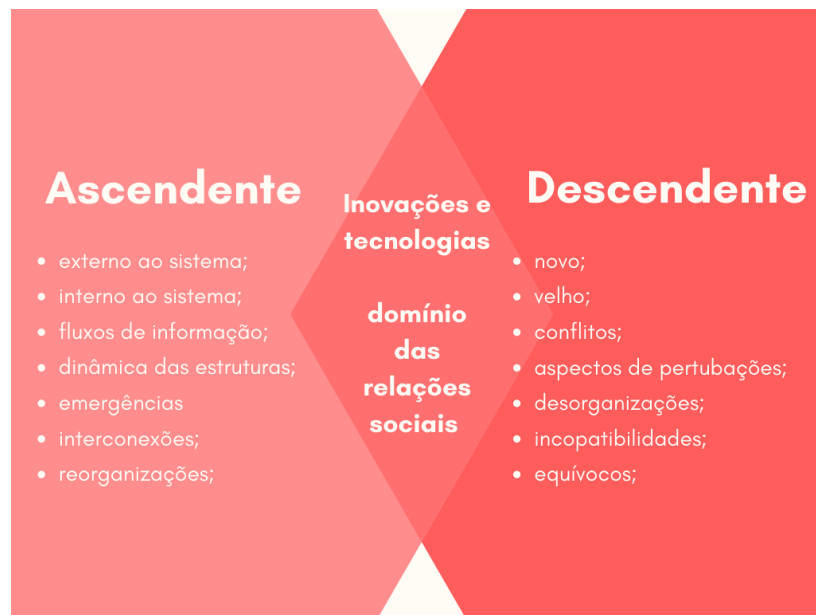 Ascendente
• externo ao sistema;
• interno ao sistema;
• fluxos de informação;
• dinâmica das estruturas;
• emergências
• interconexões;
• reorganizações;
Inovações e
tecnologias
domínio
das
relações
sociais
Descendente
• novo;
• velho;
• conflitos;
• aspectos de pertubações;
• desorganizações;
• incopatibilidades;
• equívocos;